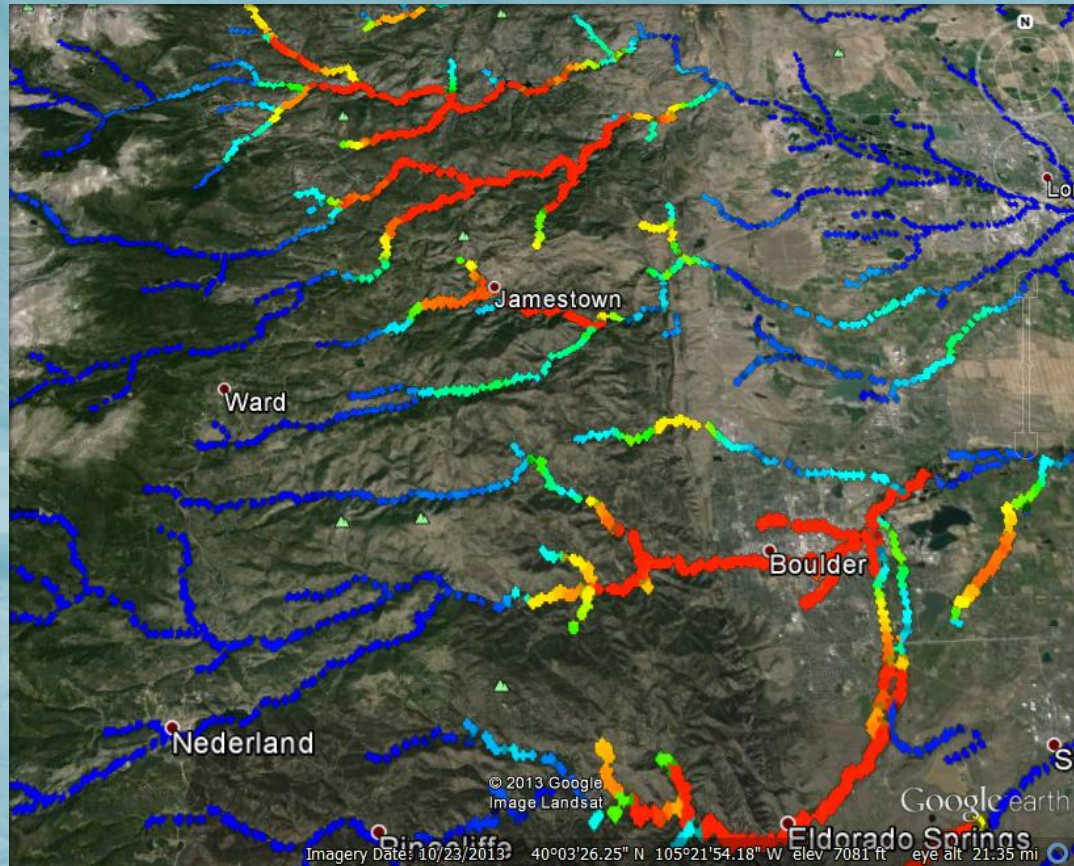 N
Lo
Jamestown
Ward
Boulder
Nederland
S
© 2013 Google
Image Landsat
Google earth
Pinecliffe
Eldorado Springs
Imagery Date: 10/23/2013 40°03'26.25" N 105°21'54.18" W elev 7081 ft eye alt 21.35 mi